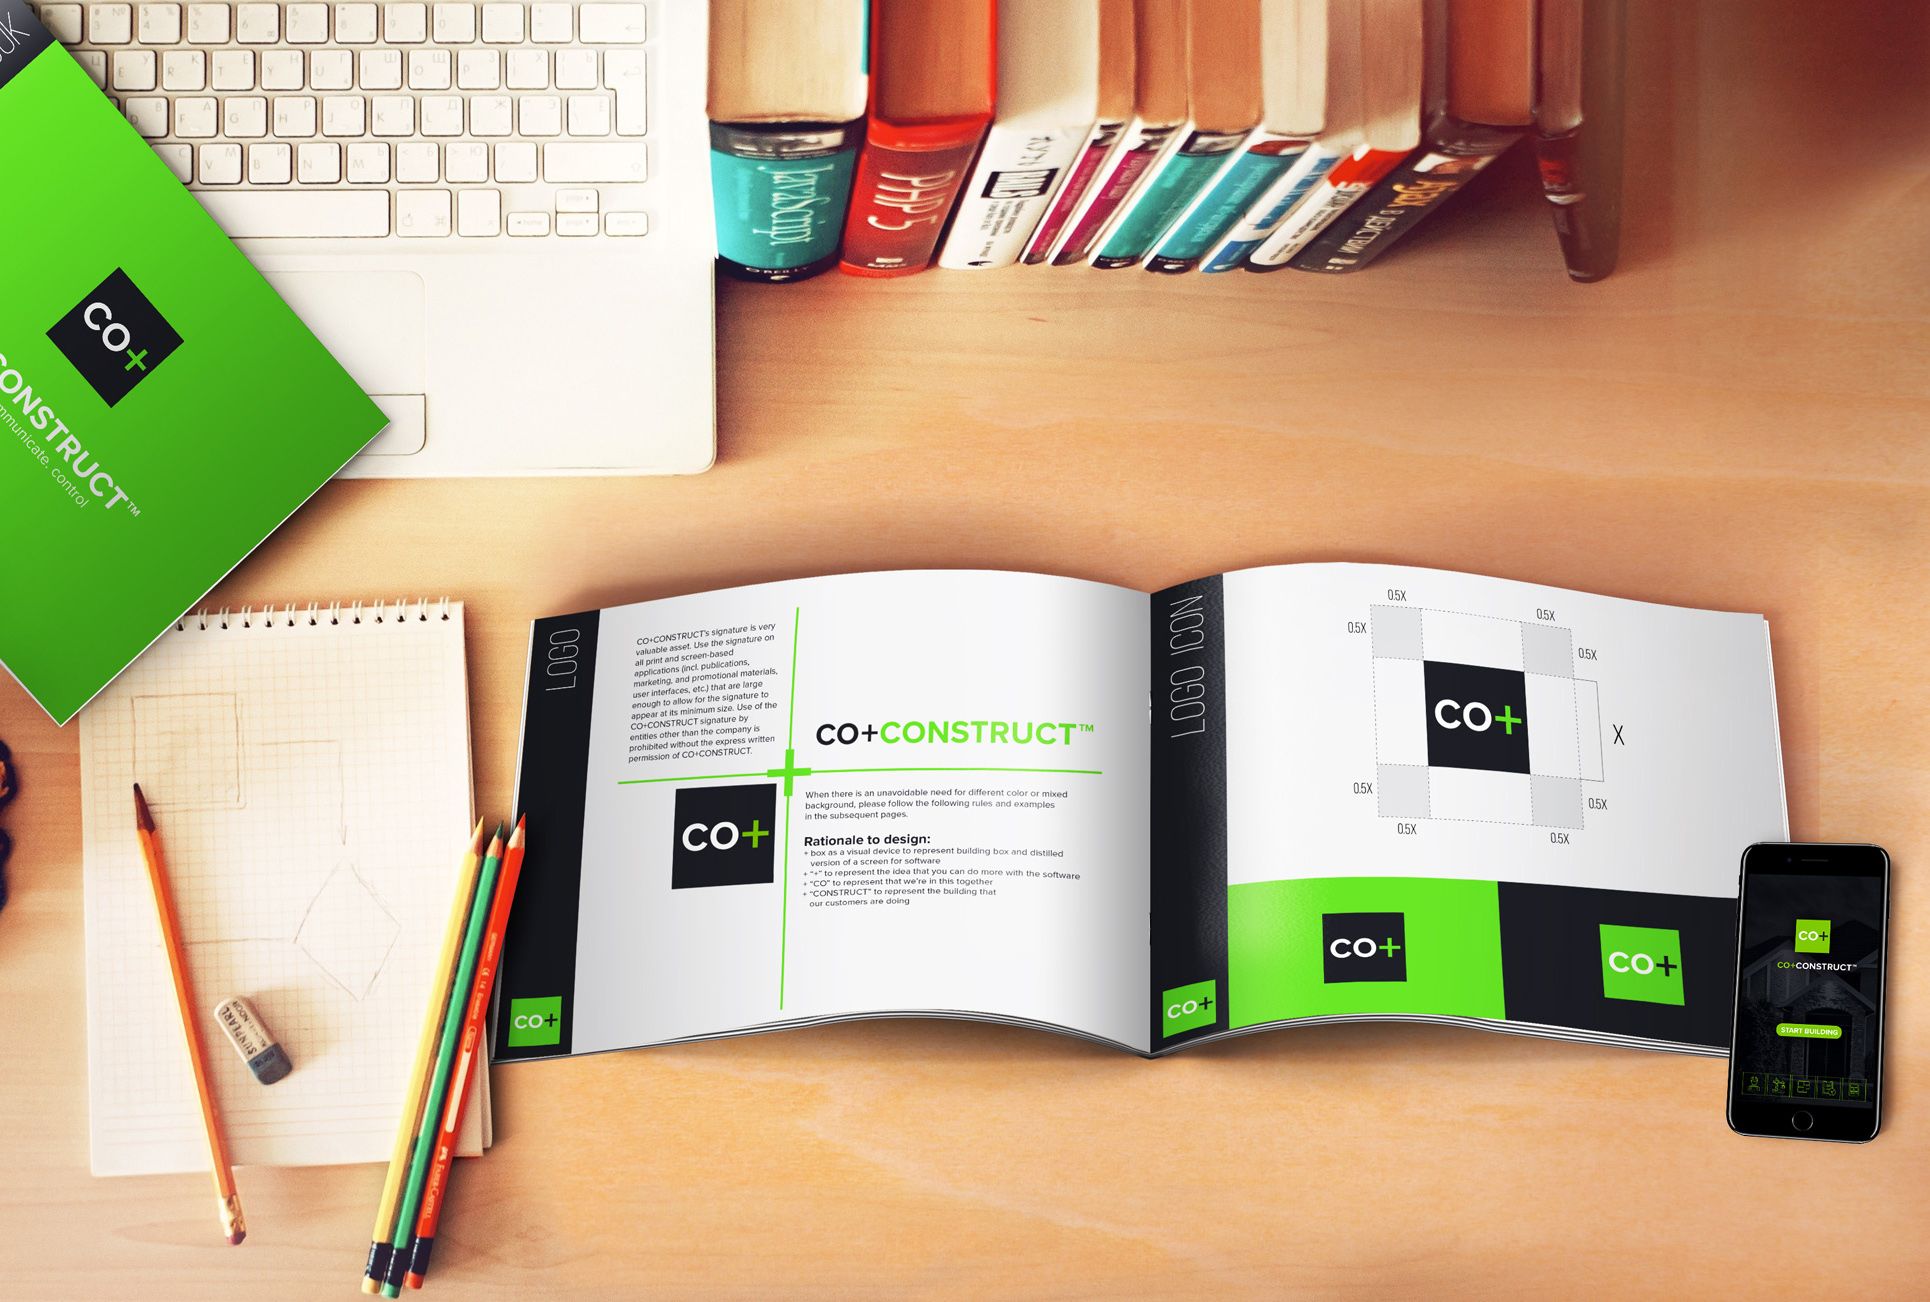 CO+
CONSTRUCT™
control
JavaScript
O'REILLY
PHP 5
LOGO
CO+CONSTRUCT's signature is very
valuable asset. Use the signature on
all print and screen-based
applications (incl. publications,
marketing, and promotional materials,
user interfaces, etc.) that are large
enough to allow for the signature to
appear at its minimum size. Use of the
CO+CONSTRUCT signature by
entities other than the company is
prohibited without the express written
permission of CO+CONSTRUCT.
CO+CONSTRUCT™
CO+
When there is an unavoidable need for different color or mixed
background, please follow the following rules and examples
in the subsequent pages.
Rationale to design:
+ box as a visual device to represent building box and distilled
version of a screen for software
+ "+" to represent the idea that you can do more with the software
+ "CO" to represent that we're in this together
+ "CONSTRUCT" to represent the building that
our customers are doing
CO+
LOGO ICON
0.5X
0.5X
0.5X
0.5X
CO+
X
0.5X
0.5X
0.5X
0.5X
CO+
CO+
CO+
CO+
CO+CONSTRUCT™
START BUILDING
SUNPEARL
FABER-CASTELL